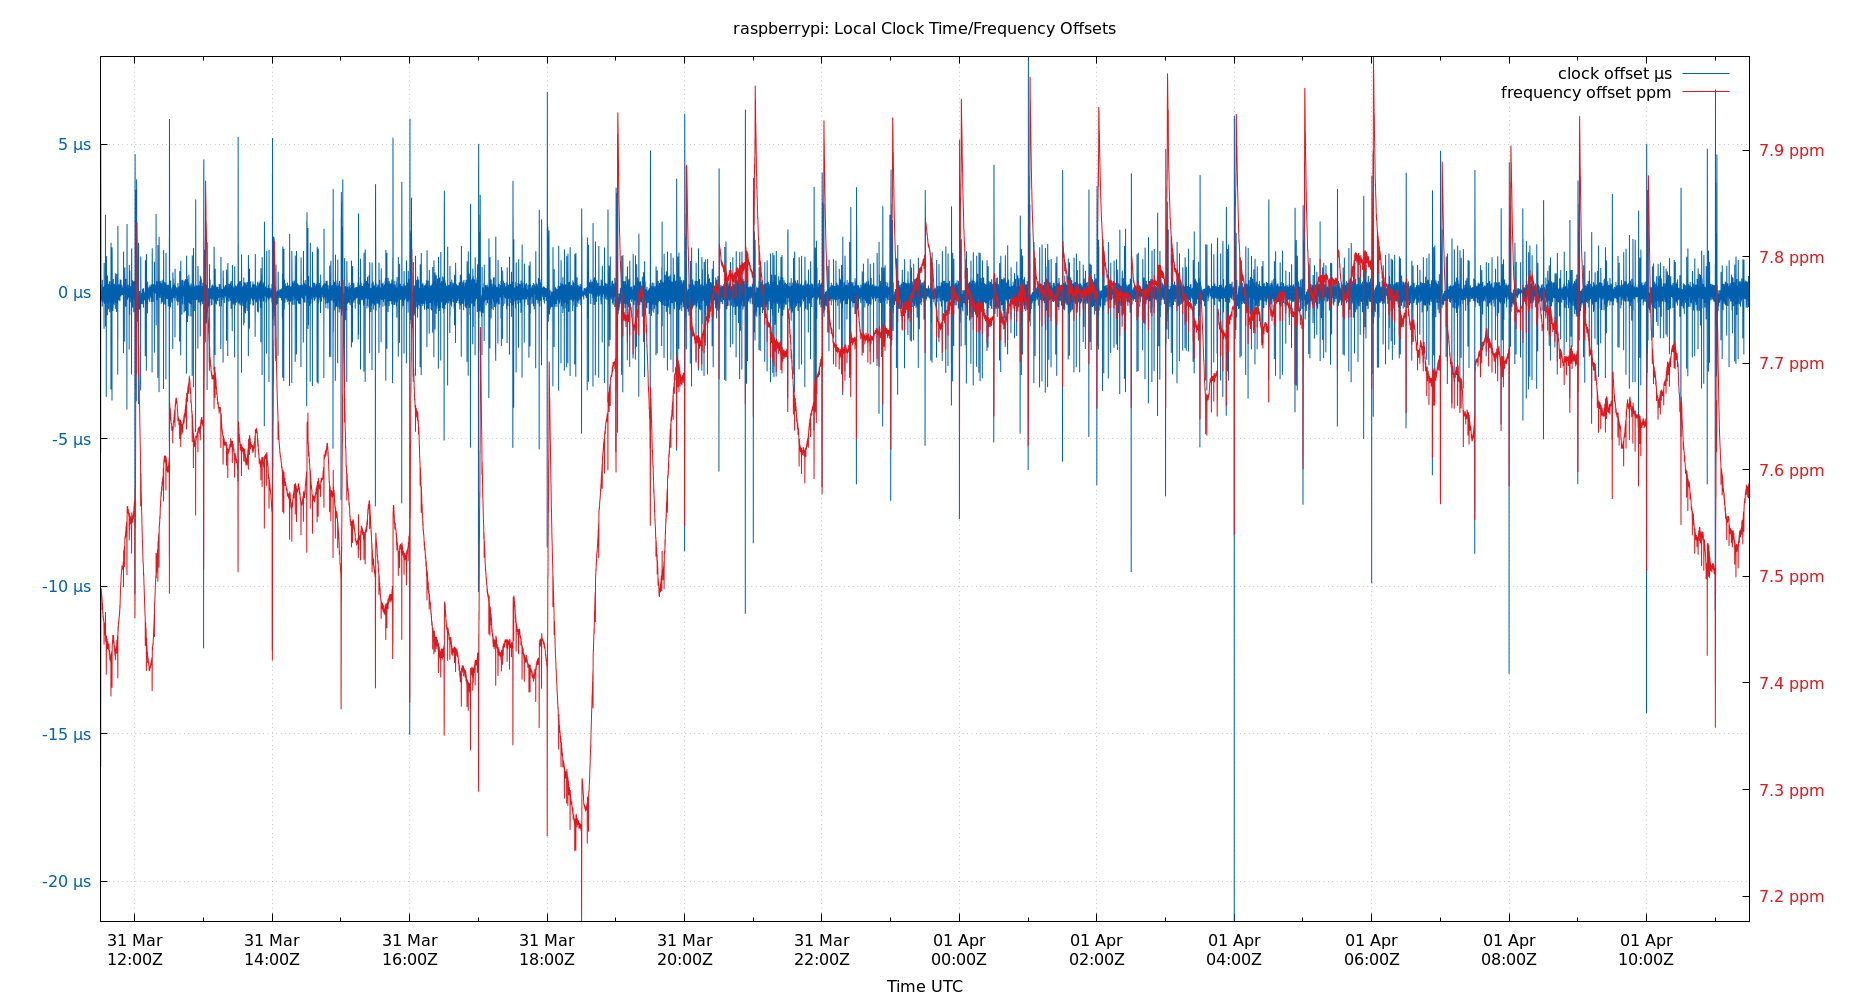 raspberrypi: Local Clock Time/Frequency Offsets
clock offset µs
frequency offset ppm
5 µs
0 µs
-5 µs
-10 µs
-15 µs
-20 µs
7.9 ppm
7.8 ppm
7.7 ppm
7.6 ppm
7.5 ppm
7.4 ppm
7.3 ppm
7.2 ppm
31 Mar 31 Mar 31 Mar 31 Mar 31 Mar 31 Mar 01 Apr 01 Apr 01 Apr 01 Apr 01 Apr 01 Apr
12:00Z 14:00Z 16:00Z 18:00Z 20:00Z 22:00Z 00:00Z 02:00Z 04:00Z 06:00Z 08:00Z 10:00Z
Time UTC